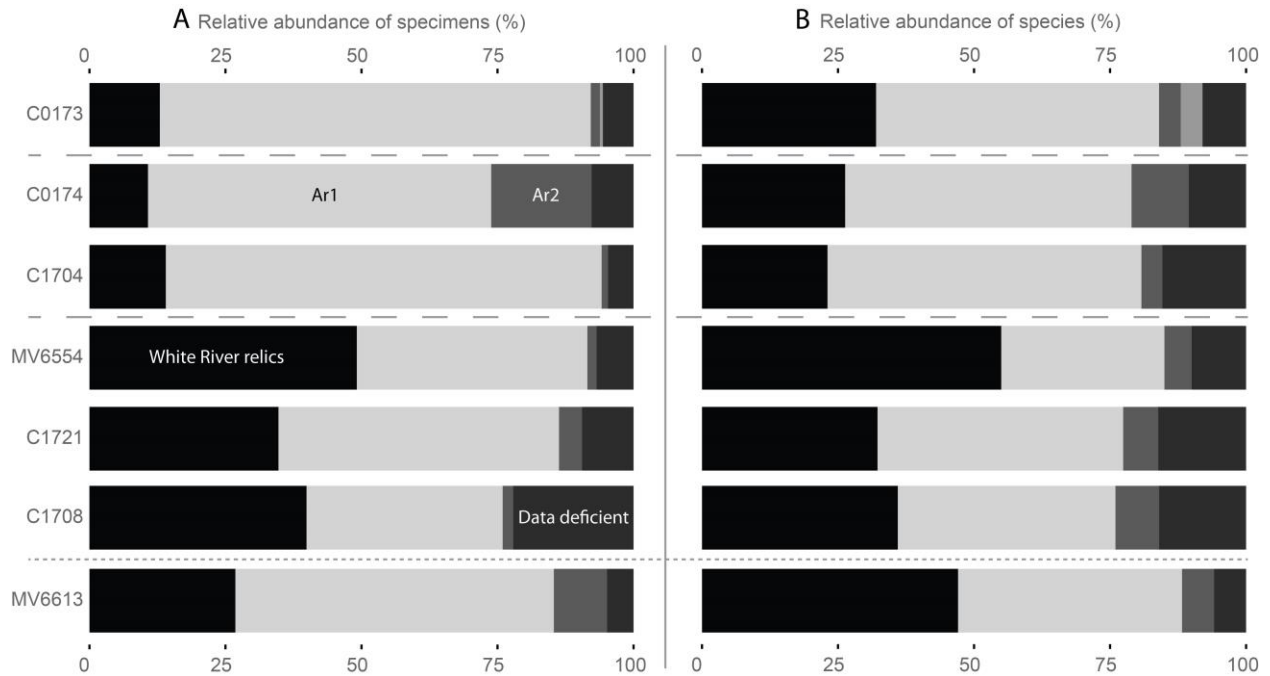 A Relative abundance of specimens (%)
B Relative abundance of species (%)
0 25 50 75 100
0 25 50 75 100
C0173
C0174
Ar1
Ar2
C1704
MV6554
White River relics
C1721
C1708
Data deficient
MV6613
0 25 50 75 100
0 25 50 75 100